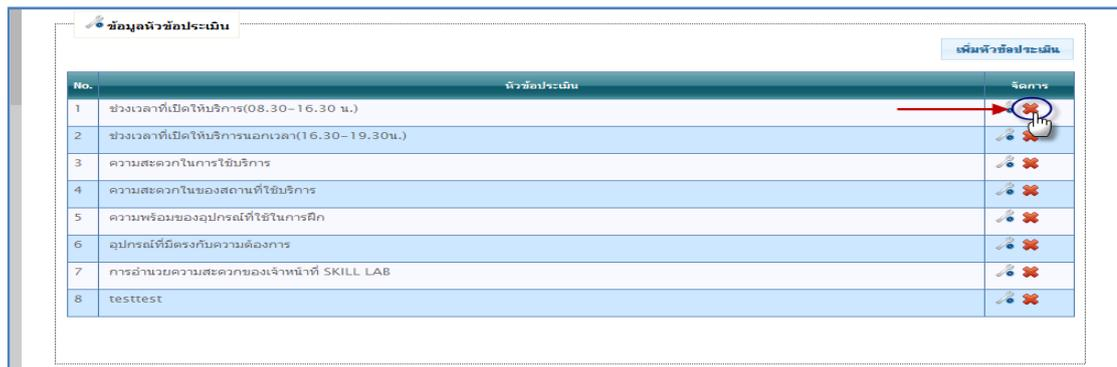 ข้อมูลหัวข้อประเมิน
เพิ่มหัวข้อประเมิน
No. หัวข้อประเมิน จัดการ
1 ช่วงเวลาที่เปิดให้บริการ(08.30-16.30 น.)
2 ช่วงเวลาที่เปิดให้บริการนอกเวลา(16.30-19.30น.)
3 ความสะดวกในการใช้บริการ
4 ความสะดวกในของสถานที่ใช้บริการ
5 ความพร้อมของอุปกรณ์ที่ใช้ในการฝึก
6 อุปกรณ์ที่มีตรงกับความต้องการ
7 การอำนวยความสะดวกของเจ้าหน้าที่ SKILL LAB
8 testtest